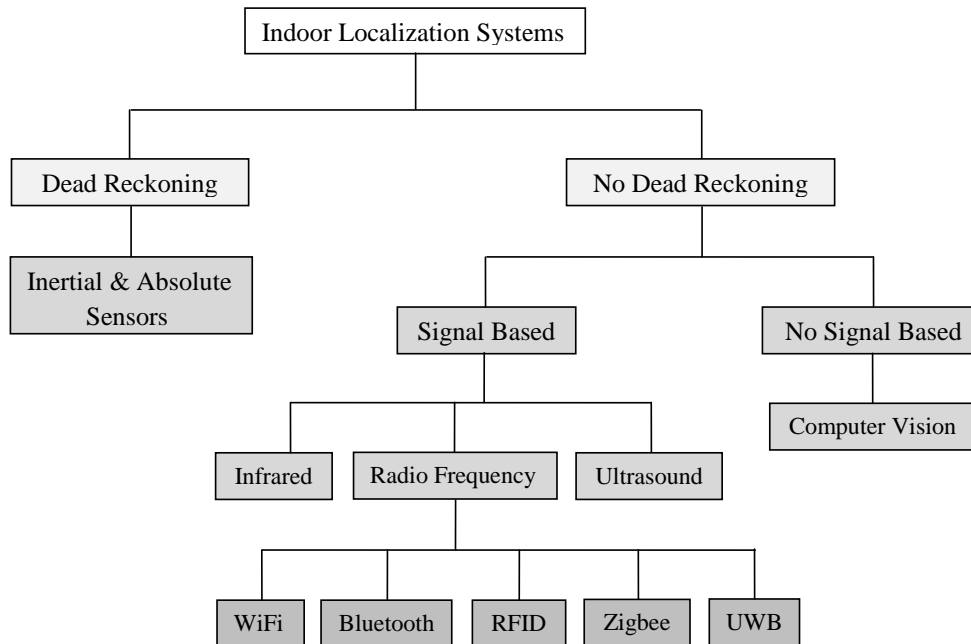 Indoor Localization Systems
Dead Reckoning
No Dead Reckoning
Inertial & Absolute
Sensors
Signal Based
No Signal Based
Computer Vision
Infrared
Radio Frequency
Ultrasound
WiFi
Bluetooth
RFID
Zigbee
UWB